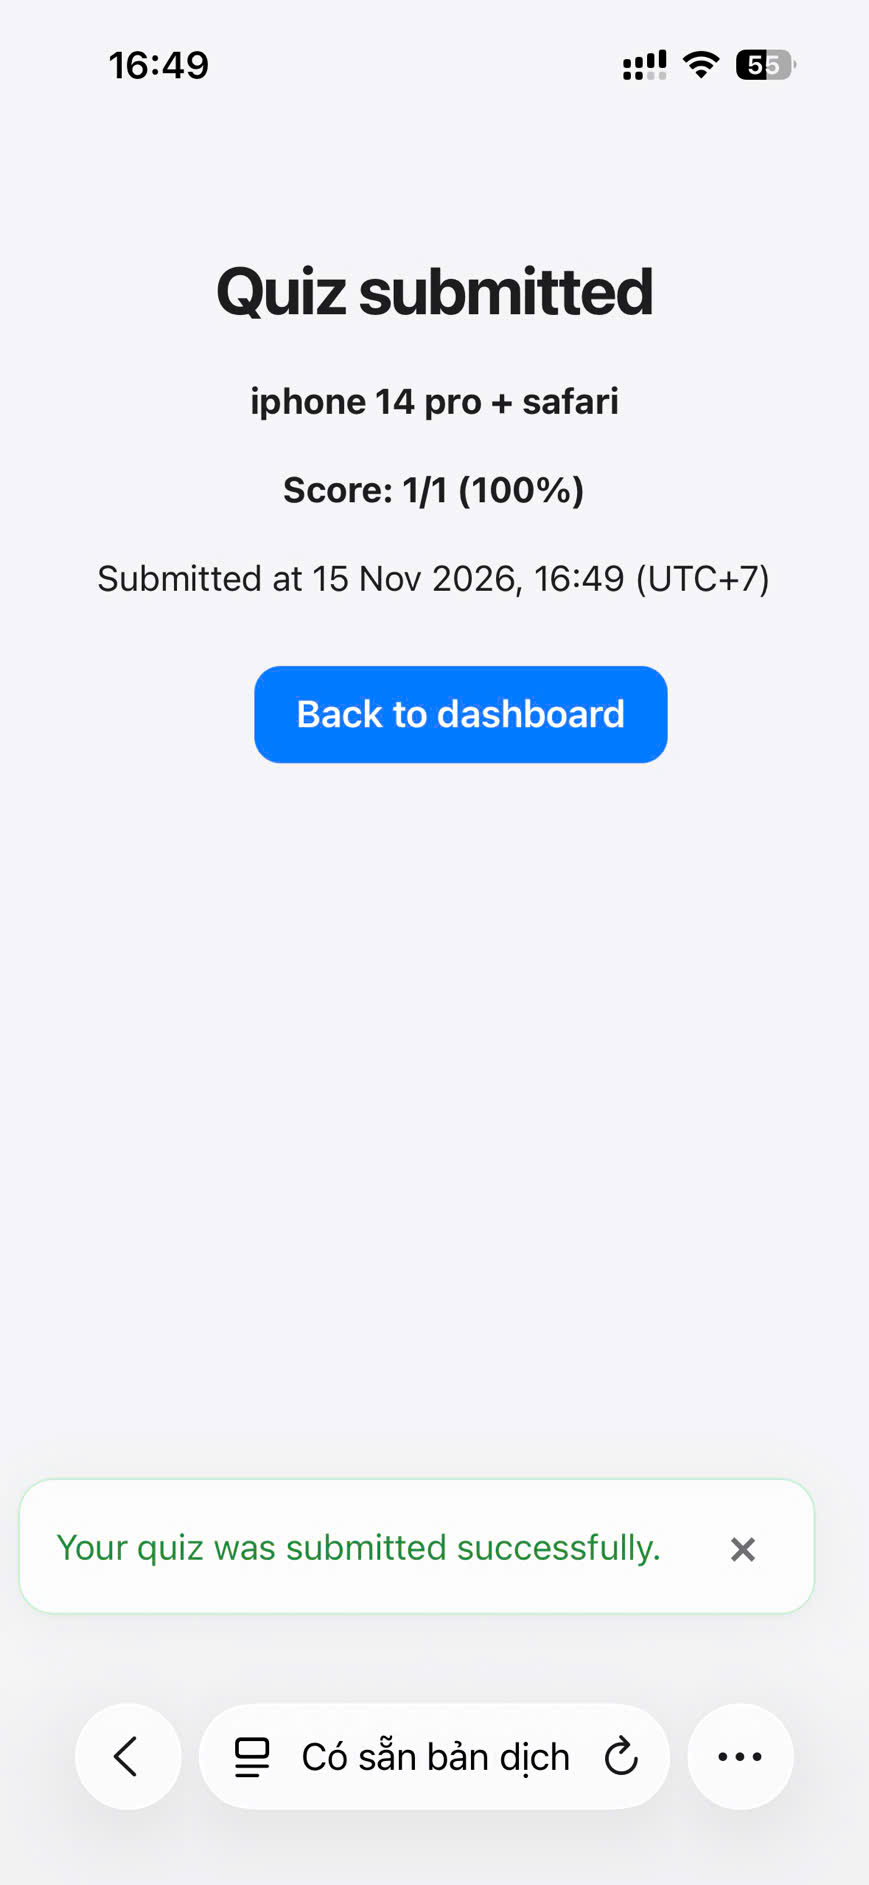 16:49
55
Quiz submitted
iphone 14 pro + safari
Score: 1/1 (100%)
Submitted at 15 Nov 2026, 16:49 (UTC+7)
Back to dashboard
Your quiz was submitted successfully.
Có sẵn bản dịch